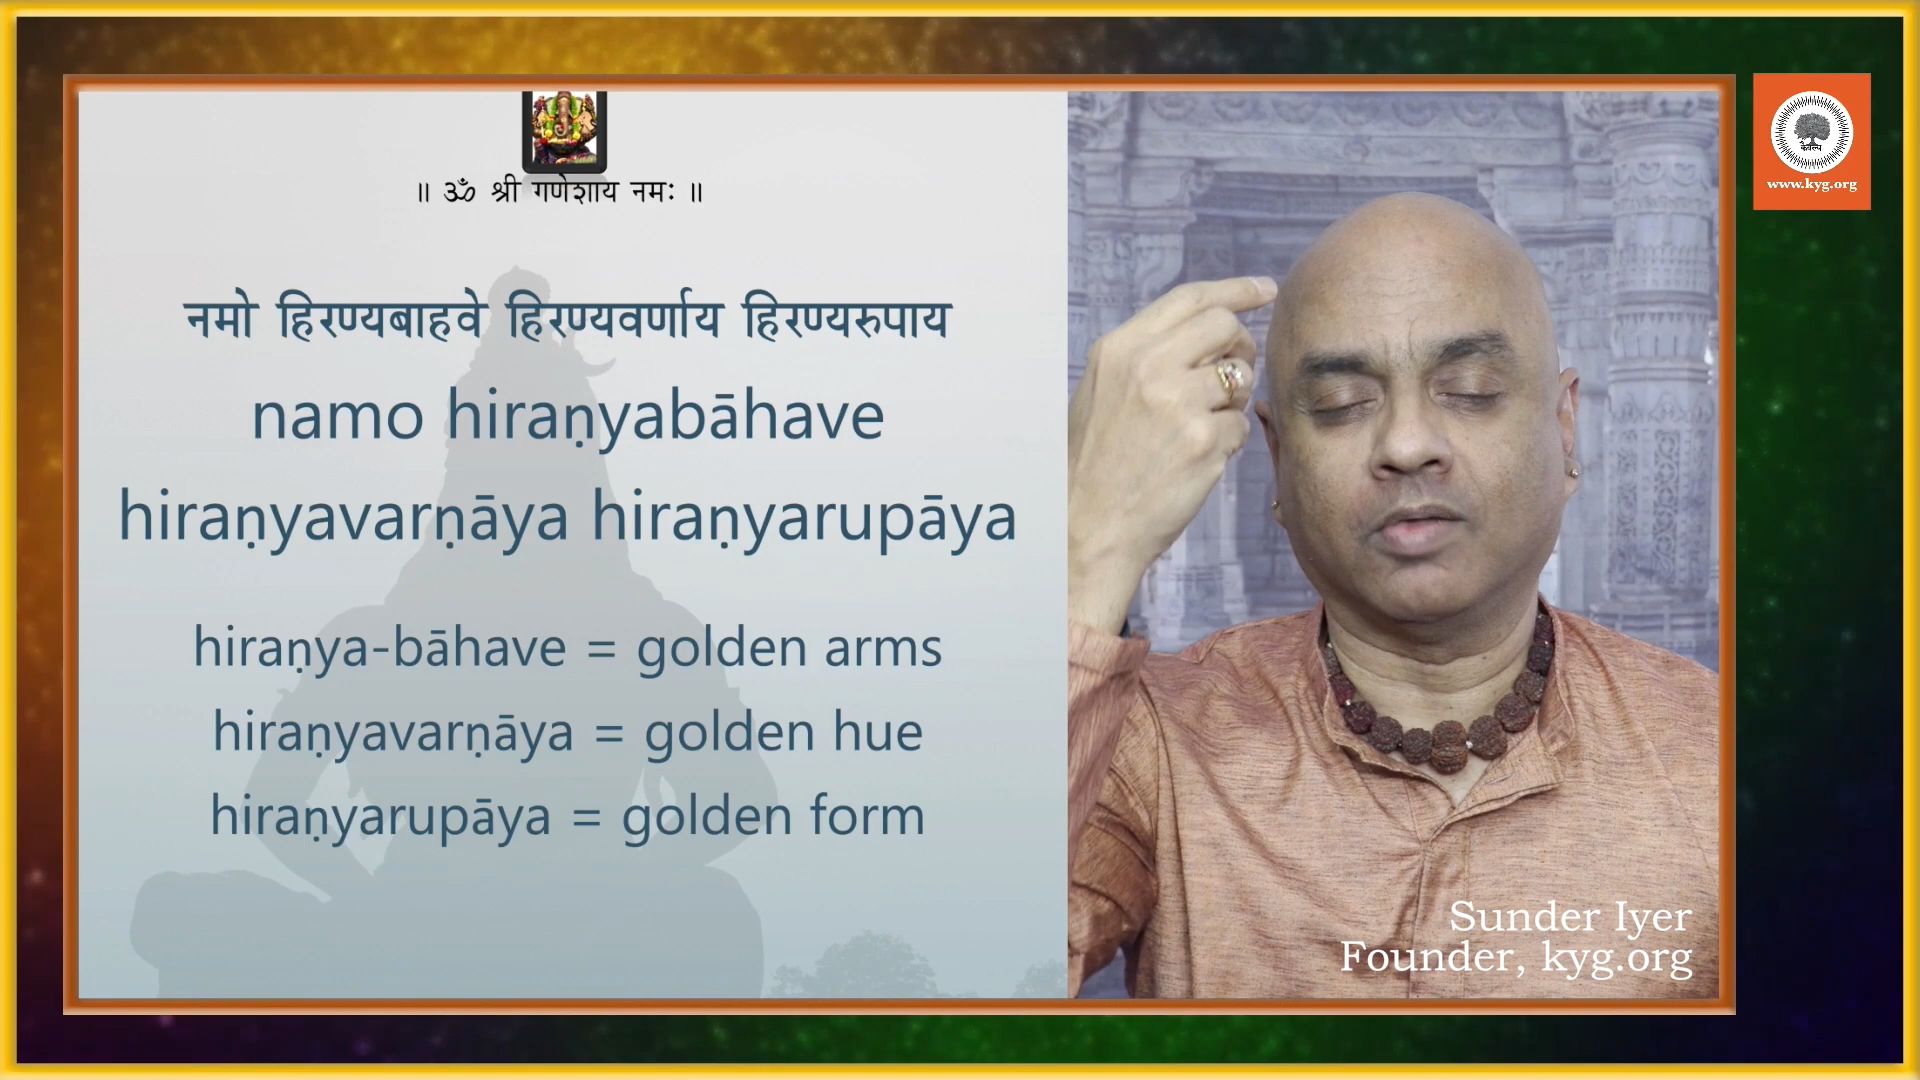 ॥ ॐ श्री गणेशाय नमः ॥
नमो हिरण्यबाहवे हिरण्यवर्णाय हिरण्यरुपाय
namo hiraṇyabāhave
hiraṇyavarṇāya hiraṇyarupāya
hiraṇya-bāhave = golden arms
hiraṇyavarṇāya = golden hue
hiraṇyarupāya = golden form
कैवल्य
www.kyg.org
Sunder Iyer
Founder, kyg.org